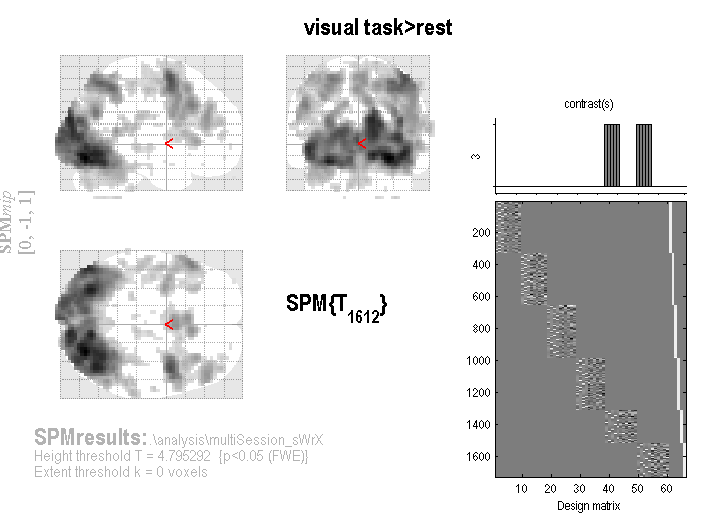 visual task>rest
contrast(s)
3
SPMmip
[0, -1, 1]
<
<
<
SPM{T1612}
200
400
600
800
1000
1200
1400
1600
10 20 30 40 50 60
Design matrix
SPMresults: .\analysis\multiSession_sWrX
Height threshold T = 4.795292 {p<0.05 (FWE)}
Extent threshold k = 0 voxels